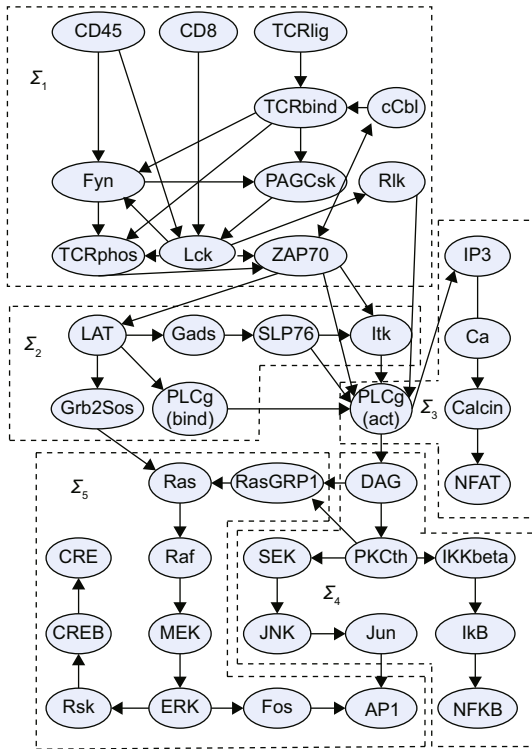 CD45 CD8 TCRlig
Σ1
TCRbind cCbl
Fyn PAGCsk Rlk
TCRphos Lck ZAP70 IP3
LAT Gads SLP76 Itk Ca
Σ2
Grb2Sos PLCg (bind) PLCg (act) Σ3 Calcin
Σ5 Ras RasGRP1 DAG NFAT
CRE Raf SEK PKCth IKKbeta
Σ4
CREB MEK JNK Jun IkB
Rsk ERK Fos AP1 NFKB